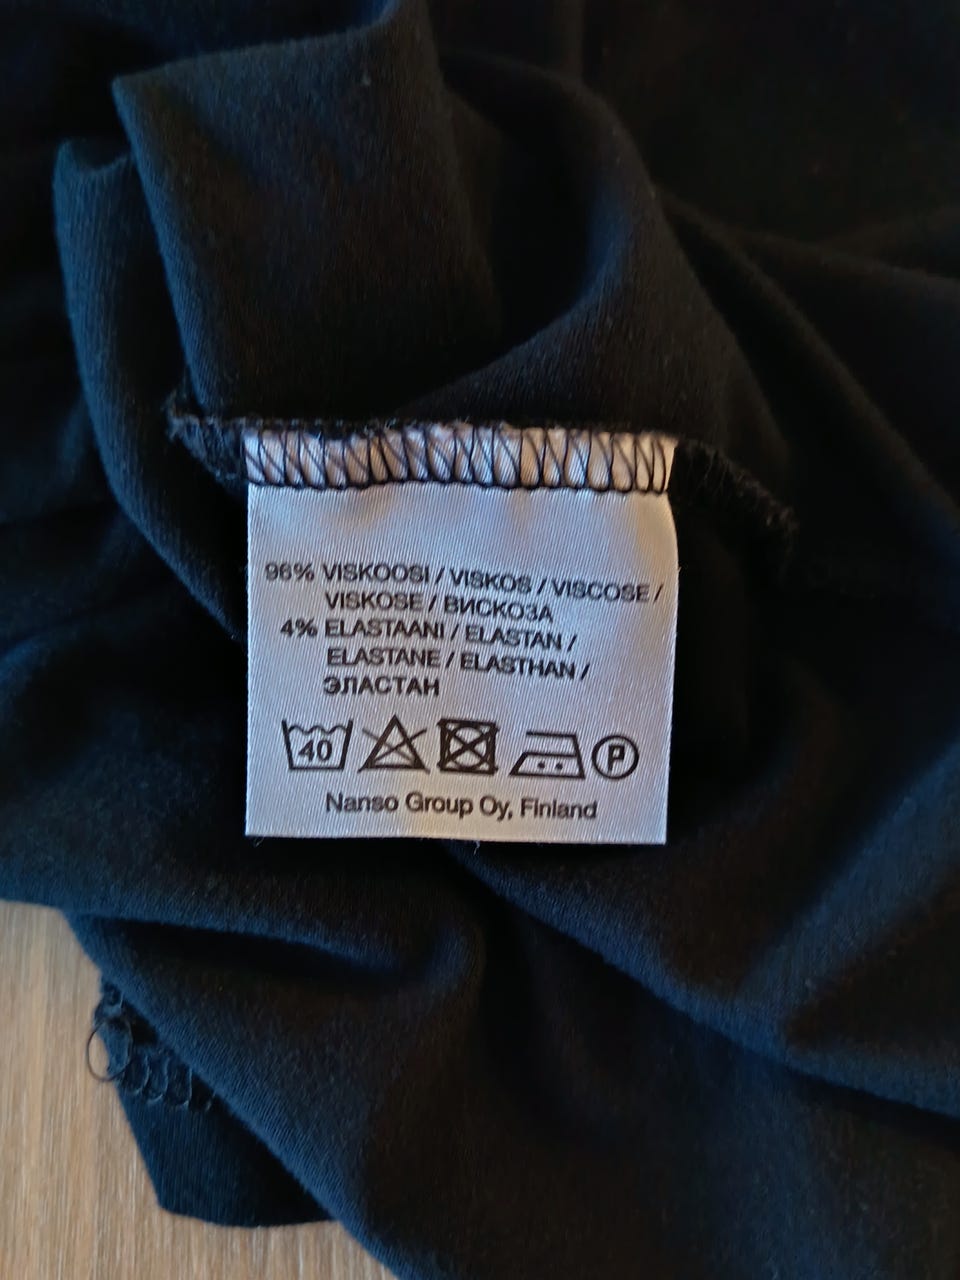 96% VISKOOSI / VISKOS / VISCOSE /
VISKOSE / ВИСКОЗА
4% ELASTAANI / ELASTAN /
ELASTANE / ELASTHAN /
ЭЛАСТАН
40 P
Nanso Group Oy, Finland